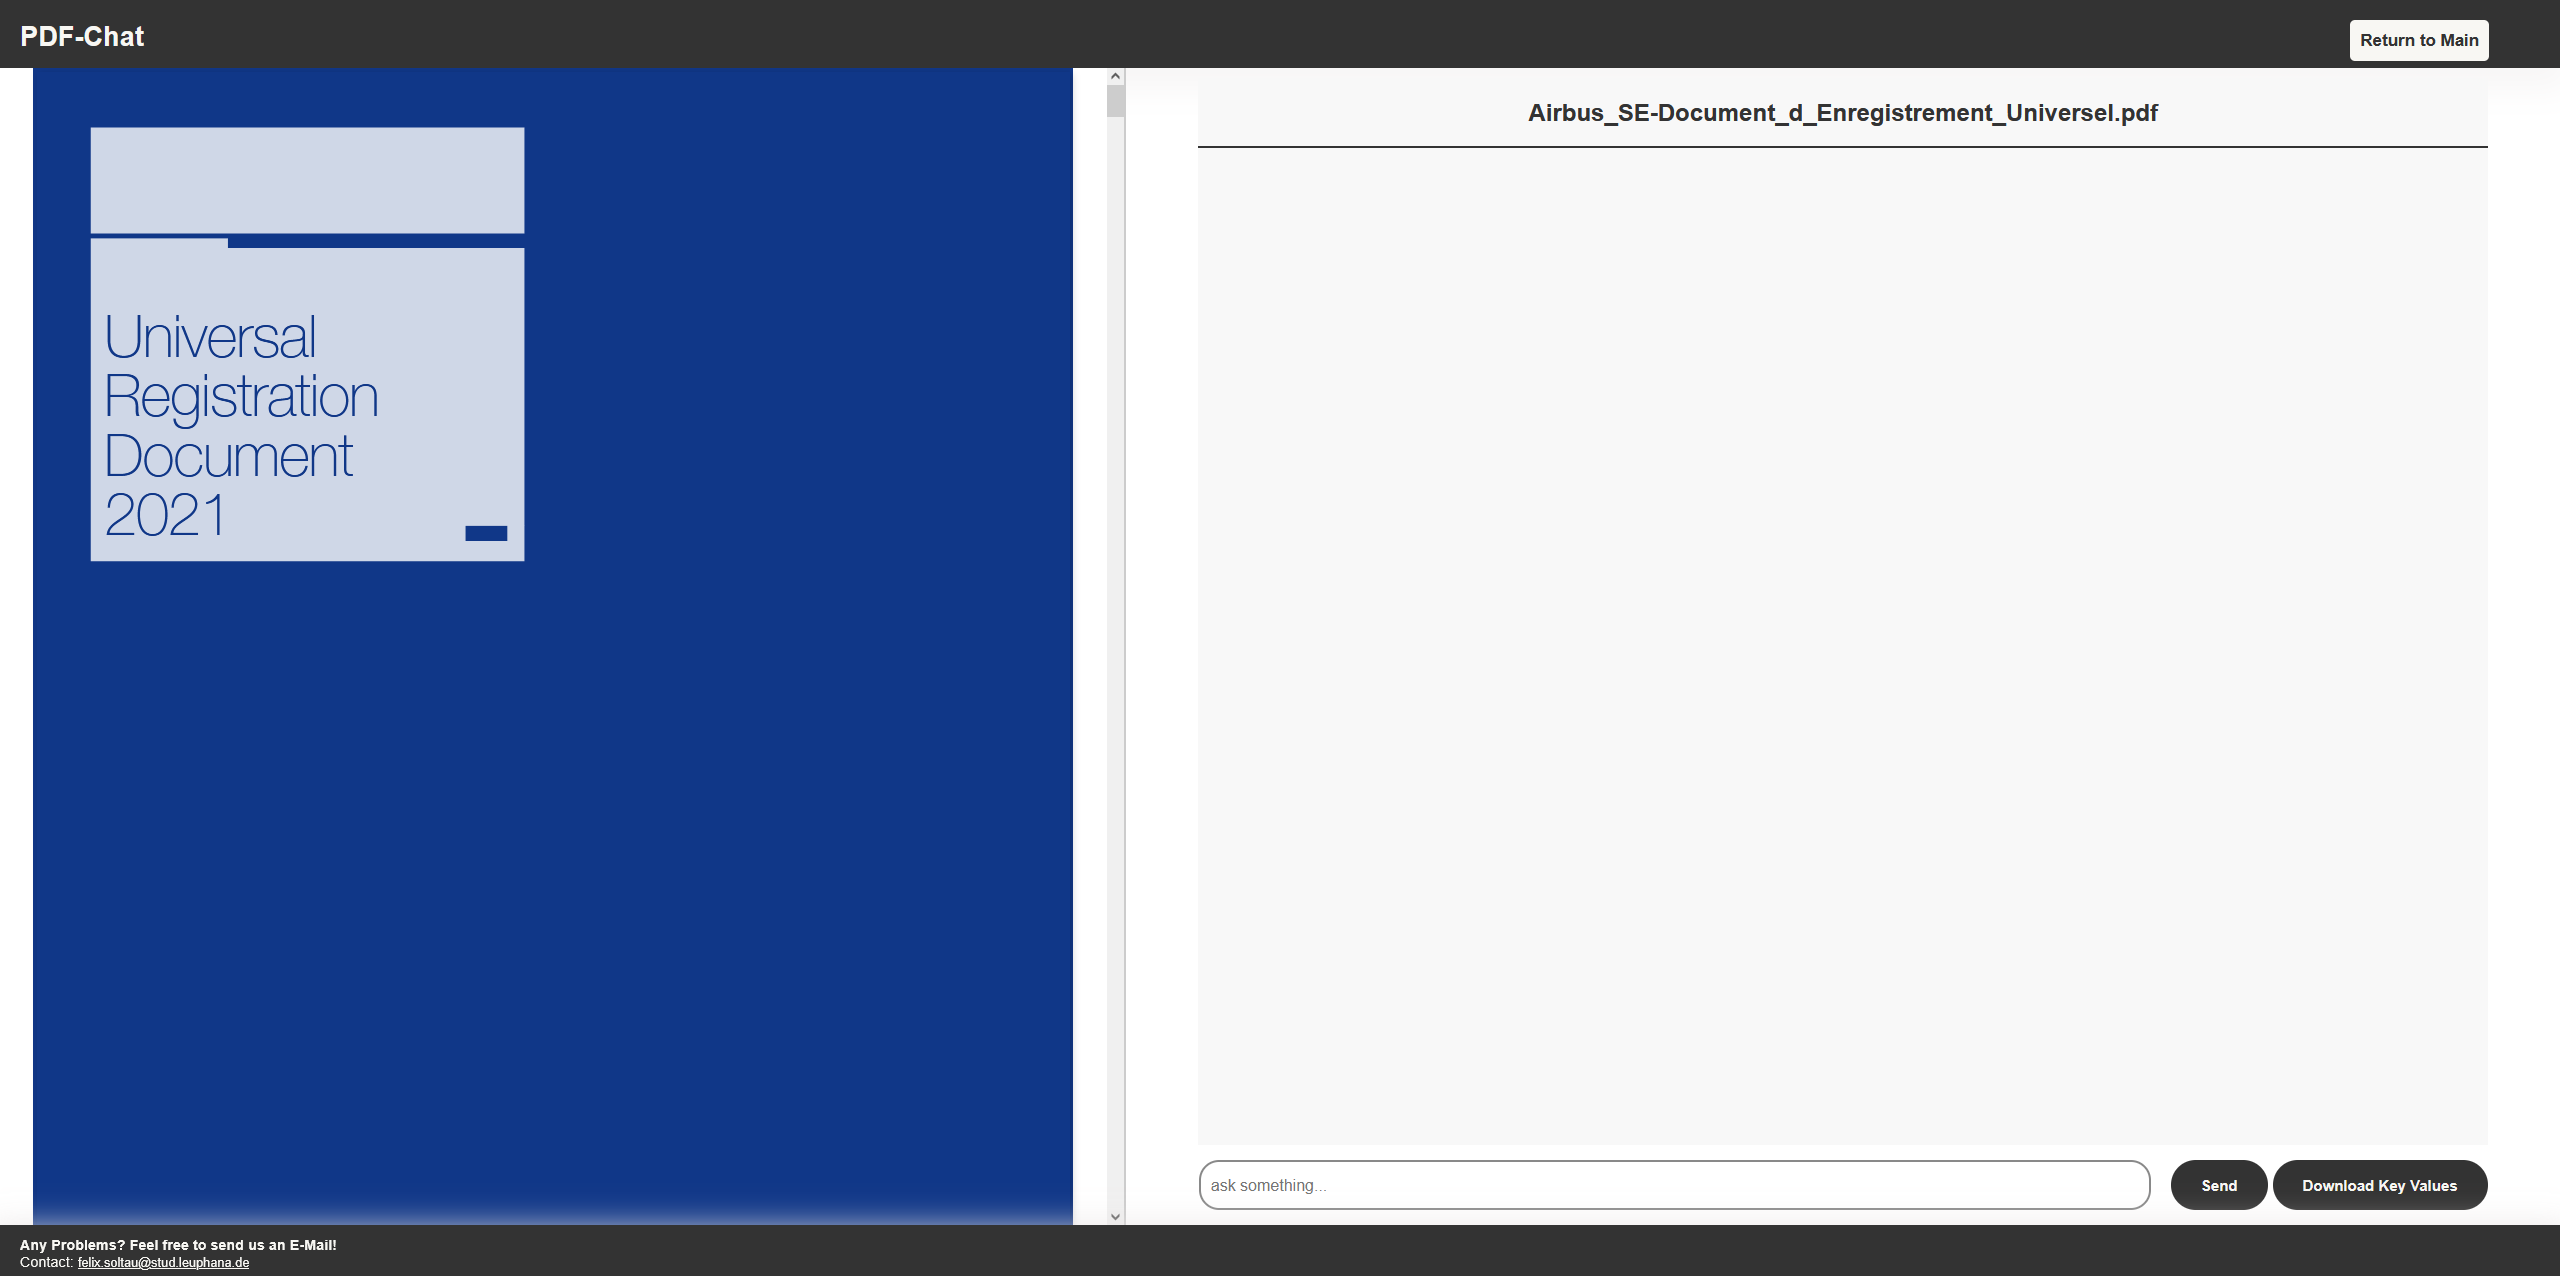 PDF-Chat
Return to Main
Universal
Registration
Document
2021
Airbus_SE-Document_d_Enregistrement_Universel.pdf
ask something...
Send
Download Key Values
Any Problems? Feel free to send us an E-Mail!
Contact: felix.soltau@stud.leuphana.de